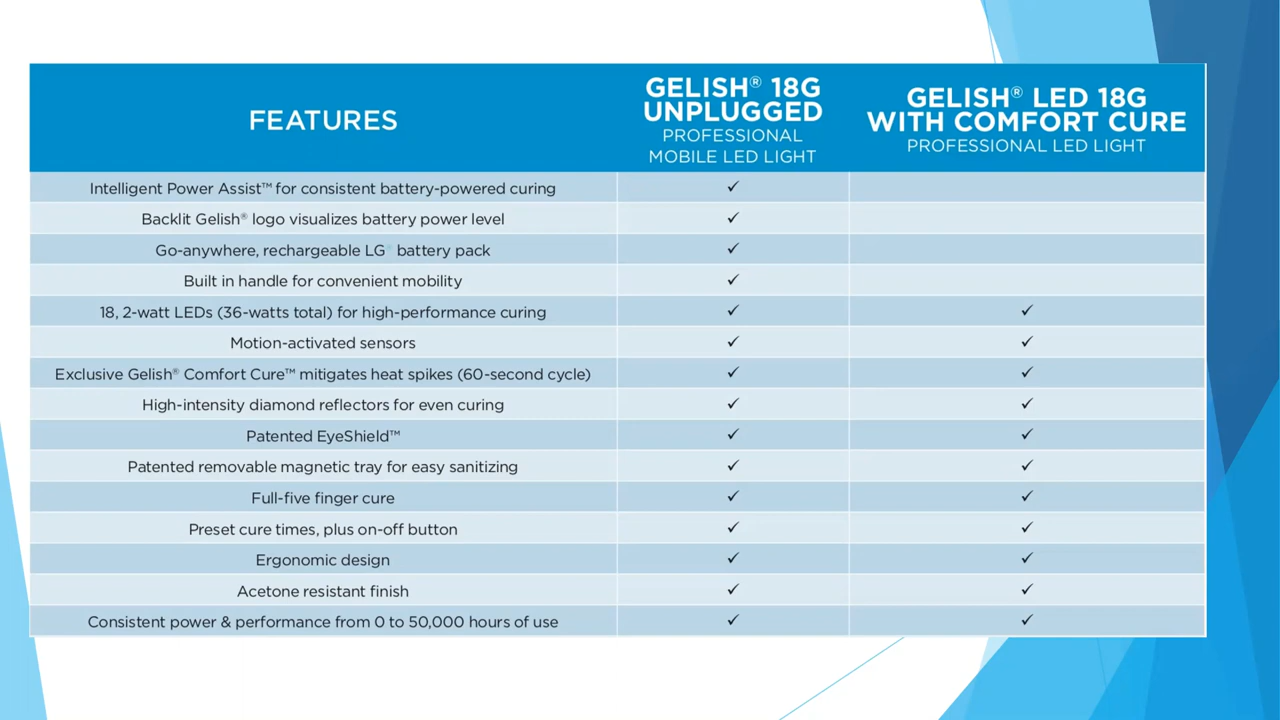 FEATURES
GELISH® 18G
UNPLUGGED
PROFESSIONAL
MOBILE LED LIGHT
GELISH® LED 18G
WITH COMFORT CURE
PROFESSIONAL LED LIGHT
Intelligent Power Assist™ for consistent battery-powered curing ✓
Backlit Gelish® logo visualizes battery power level ✓
Go-anywhere, rechargeable LG® battery pack ✓
Built in handle for convenient mobility ✓
18, 2-watt LEDs (36-watts total) for high-performance curing ✓ ✓
Motion-activated sensors ✓ ✓
Exclusive Gelish® Comfort Cure™ mitigates heat spikes (60-second cycle) ✓ ✓
High-intensity diamond reflectors for even curing ✓ ✓
Patented EyeShield™ ✓ ✓
Patented removable magnetic tray for easy sanitizing ✓ ✓
Full-five finger cure ✓ ✓
Preset cure times, plus on-off button ✓ ✓
Ergonomic design ✓ ✓
Acetone resistant finish ✓ ✓
Consistent power & performance from 0 to 50,000 hours of use ✓ ✓